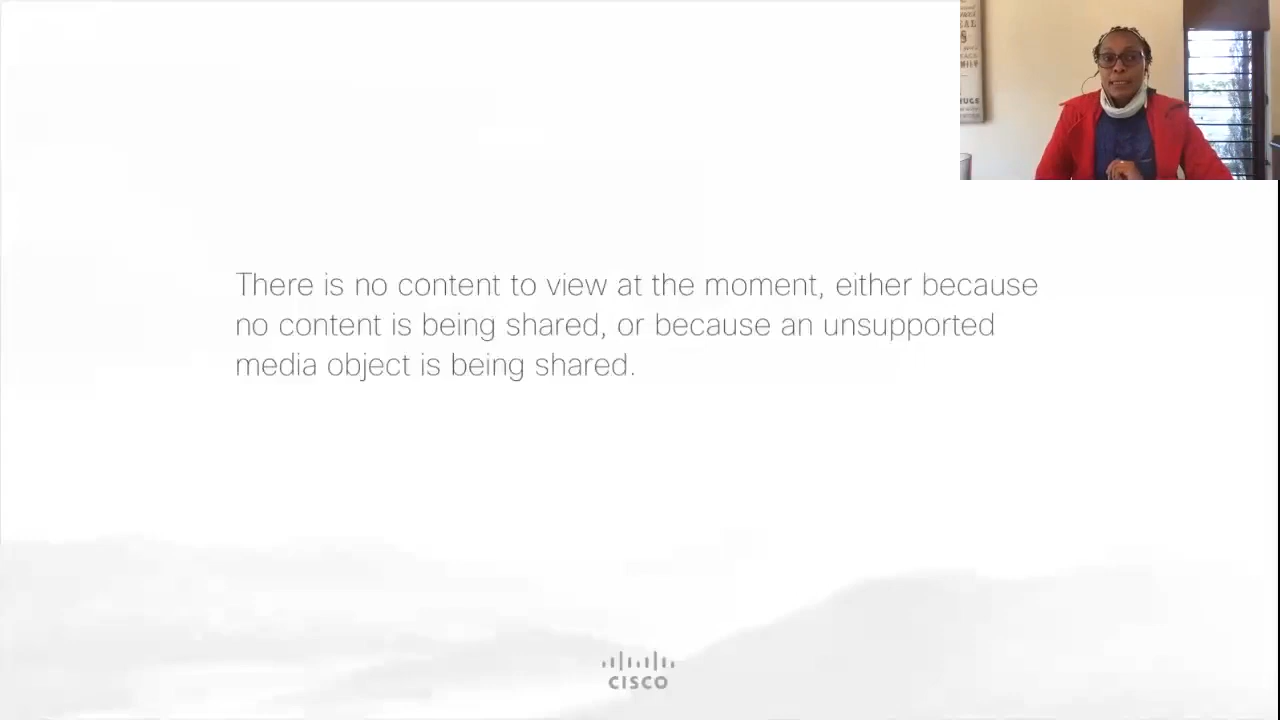 There is no content to view at the moment, either because
no content is being shared, or because an unsupported
media object is being shared.
CISCO